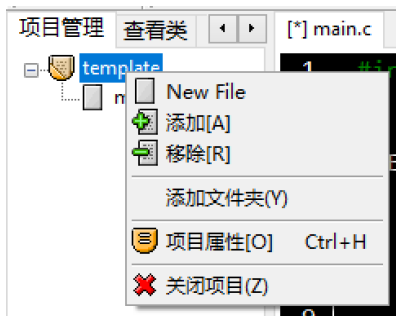 项目管理 查看类 [*] main.c
template
1 #i
m
New File
添加[A]
移除[R]
添加文件夹(Y)
项目属性[O] Ctrl+H
关闭项目(Z)